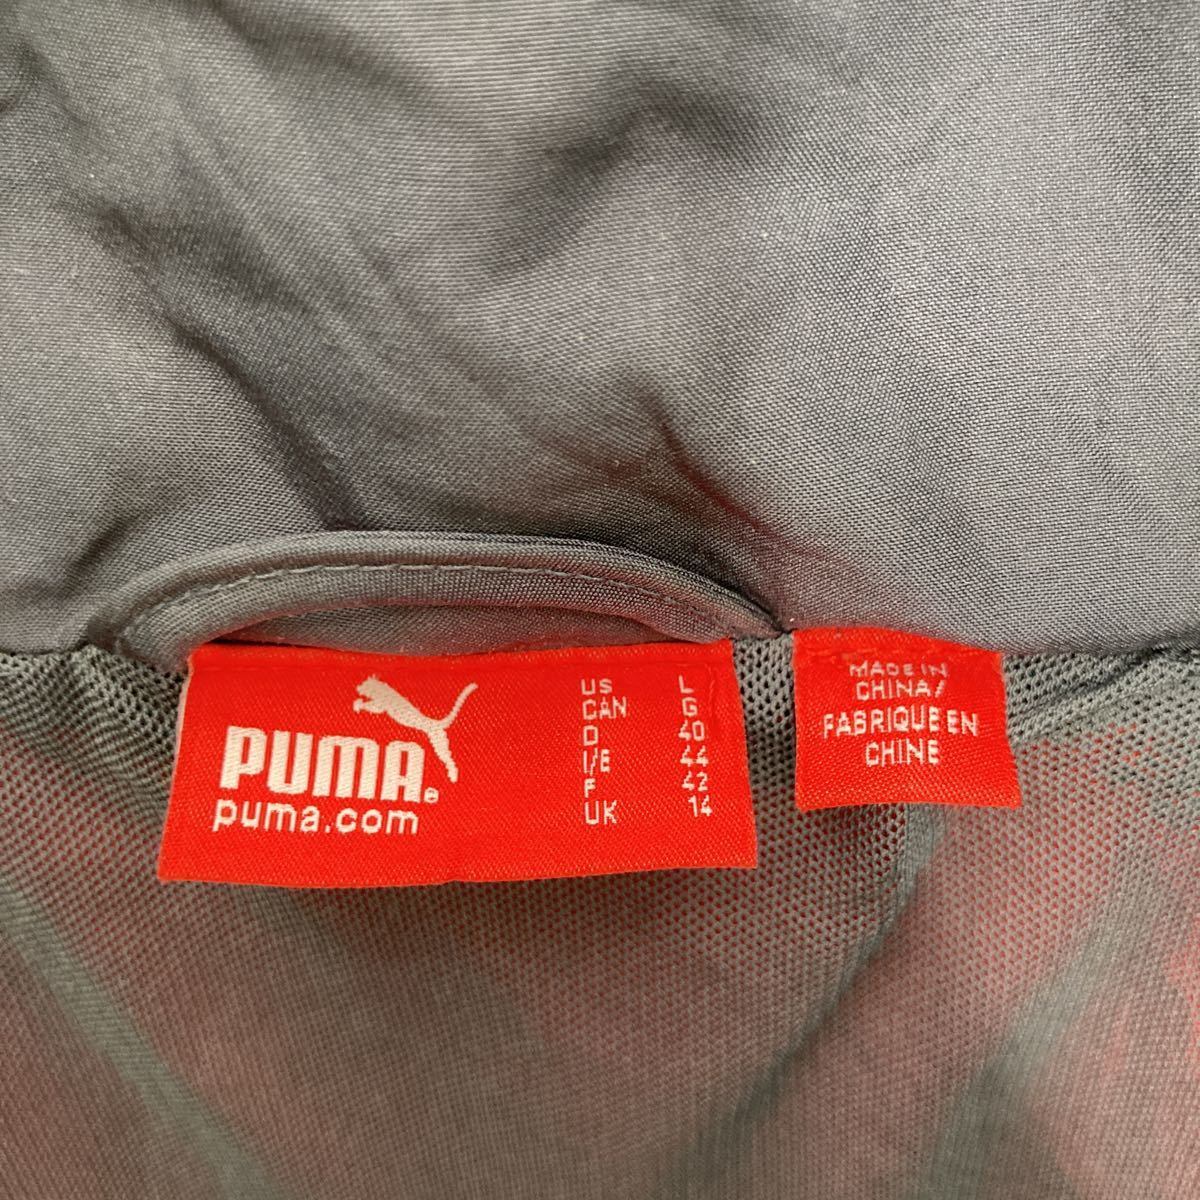 PUMA®
puma.com
US L
CAN G
D 40
I/E 44
F 42
UK 14
MADE IN
CHINA/
FABRIQUE EN
CHINE